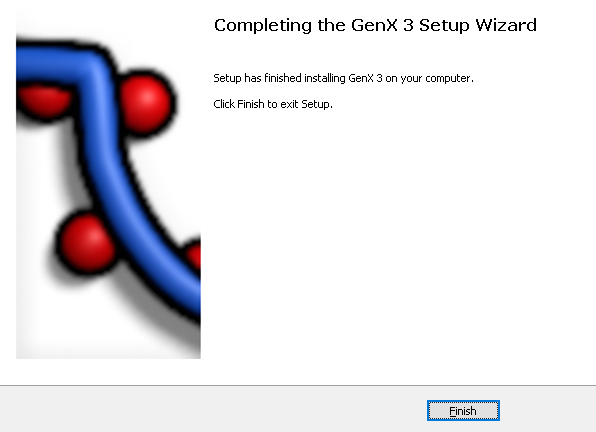 Completing the GenX 3 Setup Wizard
Setup has finished installing GenX 3 on your computer.
Click Finish to exit Setup.
Finish